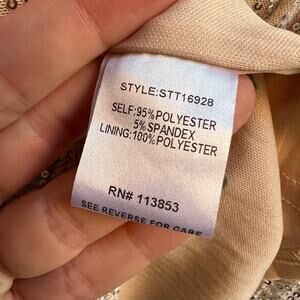 STYLE:STT16928
SELF:95%POLYESTER
5%SPANDEX
LINING:100%POLYESTER
RN# 113853
SEE REVERSE FOR CARE